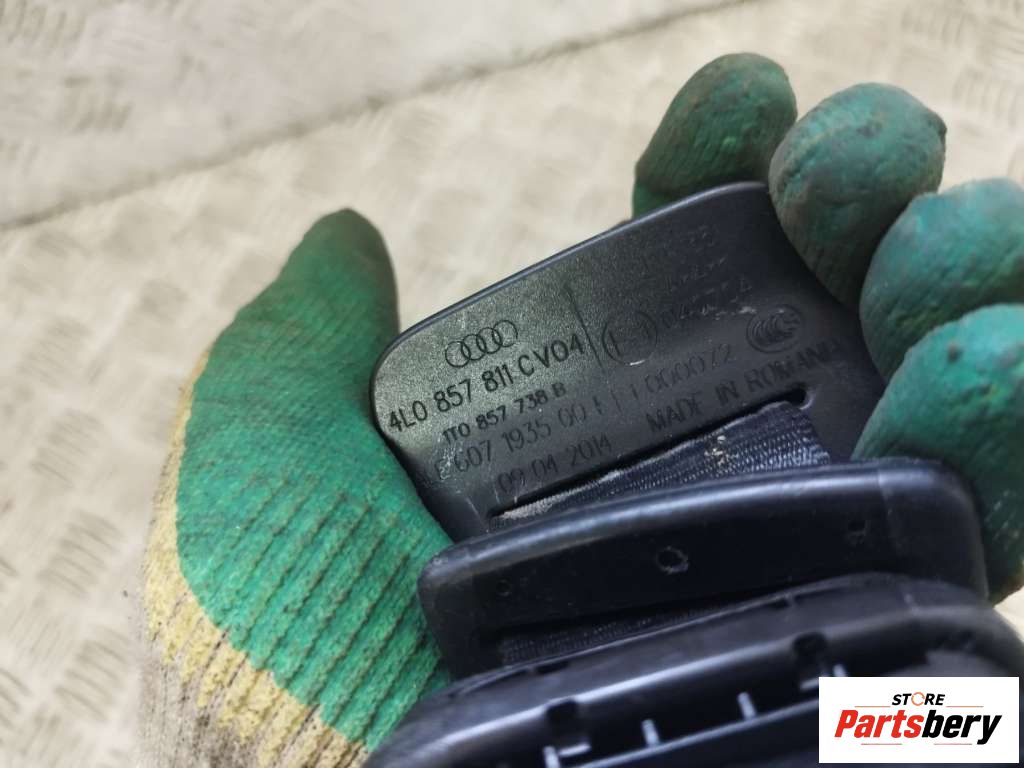 4L0 857 811 C V04
1T0 857 738 B
607 1935 00
09 04 2014
MADE IN ROMANIA
STORE
Partsbery